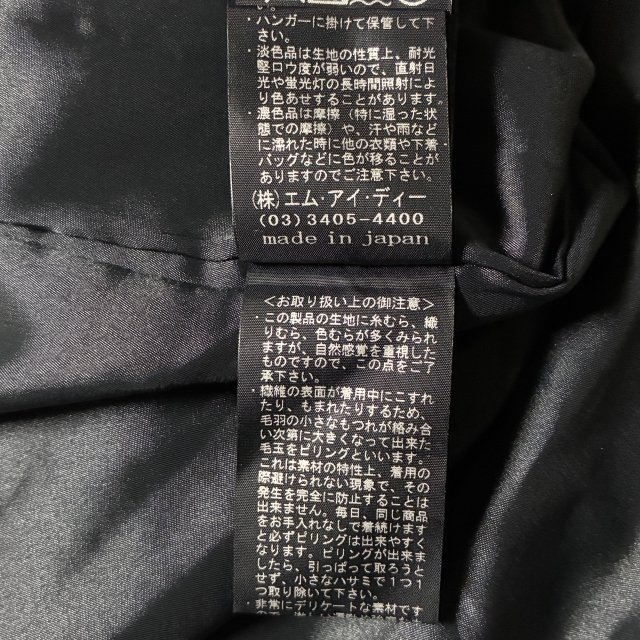 ・ハンガーに掛けて保管して下
さい。
・淡色品は生地の性質上、耐光
堅ロウ度が弱いので、直射日
光や蛍光灯の長時間照射によ
り色あせすることがあります。
・濃色品は摩擦（特に湿った状
態での摩擦）や、汗や雨など
に濡れた時に他の衣類や下着・
バッグなどに色が移ることが
ありますのでご注意下さい。
(株)エム・アイ・ディー
(03)3405-4400
made in japan
＜お取り扱い上の御注意＞
・この製品の生地に糸むら、織
りむら、色むらが多くみられ
ますが、自然感覚を重視した
ものですので、この点をご了
承下さい。
・繊維の表面が着用中にこすれ
たり、もまれたりするため、
毛羽の小さなもつれが絡み合
い次第に大きくなって出来た
毛玉をピリングといいます。
これは素材の特性上、着用の
際避けられない現象で、その
発生を完全に防止することは
出来ません。毎日、同じ商品
をお手入れなしで着続けます
と必ずピリングは出来やすく
なります。ピリングが出来ま
したら、引っぱって取ろうと
せず、小さなハサミで1つ1
つ取り除いて下さい。
・非常にデリケートな素材です